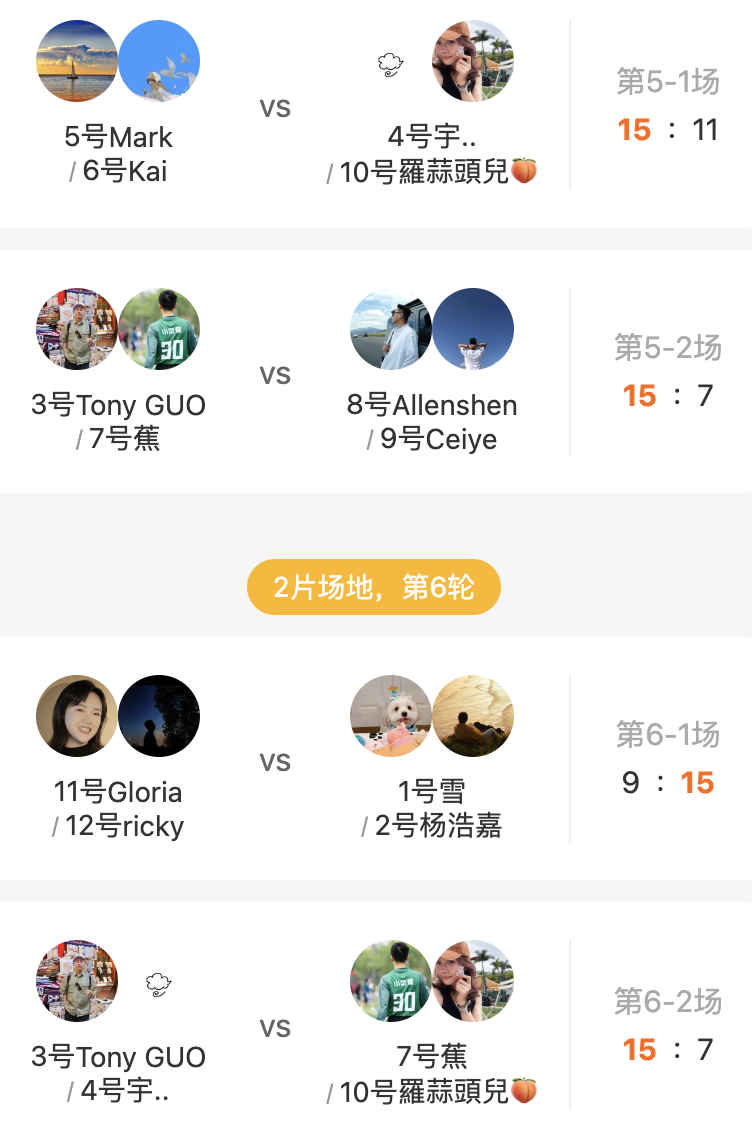 第5-1场
5号Mark
/ 6号Kai
VS
4号宇..
/ 10号羅蒜頭兒🍑
15 : 11
第5-2场
3号Tony GUO
/ 7号蕉
VS
8号Allenshen
/ 9号Ceiye
15 : 7
2片场地，第6轮
第6-1场
11号Gloria
/ 12号ricky
VS
1号雪
/ 2号杨浩嘉
9 : 15
第6-2场
3号Tony GUO
/ 4号宇..
VS
7号蕉
/ 10号羅蒜頭兒🍑
15 : 7
30
30